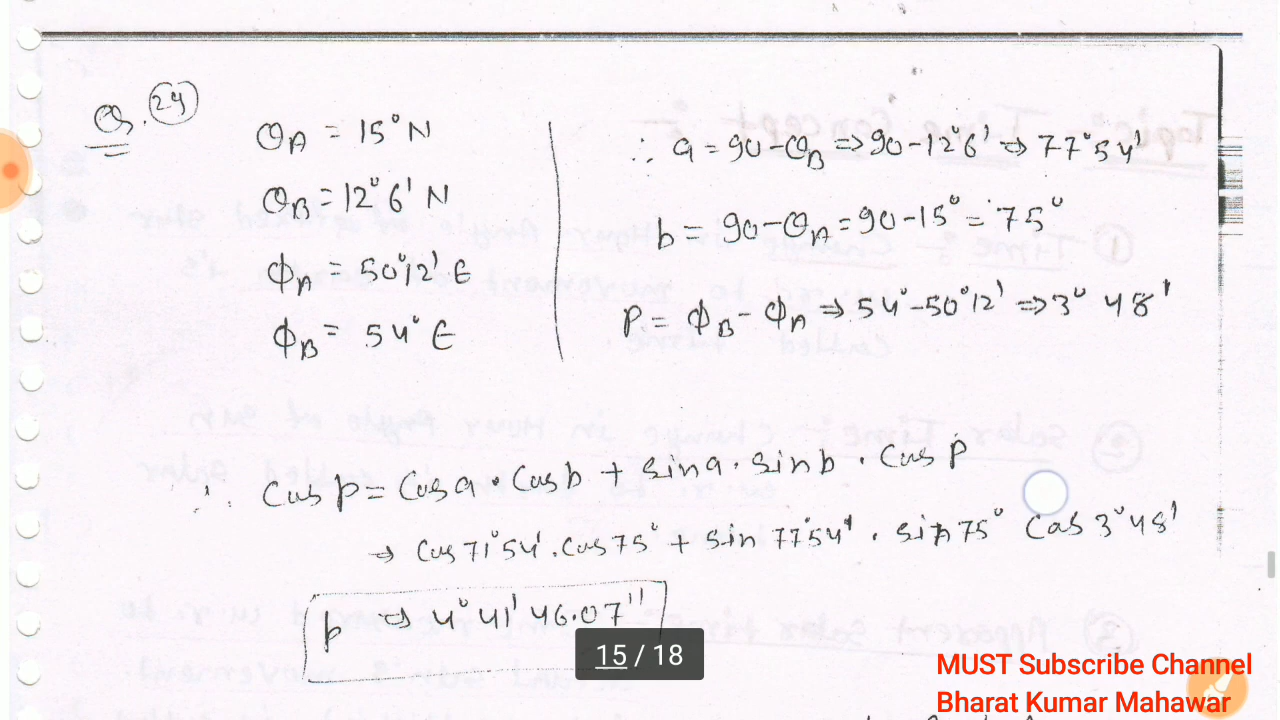 Q. 24
θA = 15° N
θB = 12° 6' N
ϕA = 50°12' E
ϕB = 54° E
∴ a = 90-θB ⇒ 90-12°6' ⇒ 77°54'
b = 90-θA = 90-15° = 75°
P = ϕB - ϕA ⇒ 54°-50°12' ⇒ 3° 48'
∴ Cos p = Cos a . Cos b + sin a . sin b . Cos P
⇒ Cos 71°54' . Cos 75° + sin 77°54' . sin 75° Cos 3°48'
p ⇒ 4° 41' 46.07"
15 / 18
MUST Subscribe Channel
Bharat Kumar Mahawar